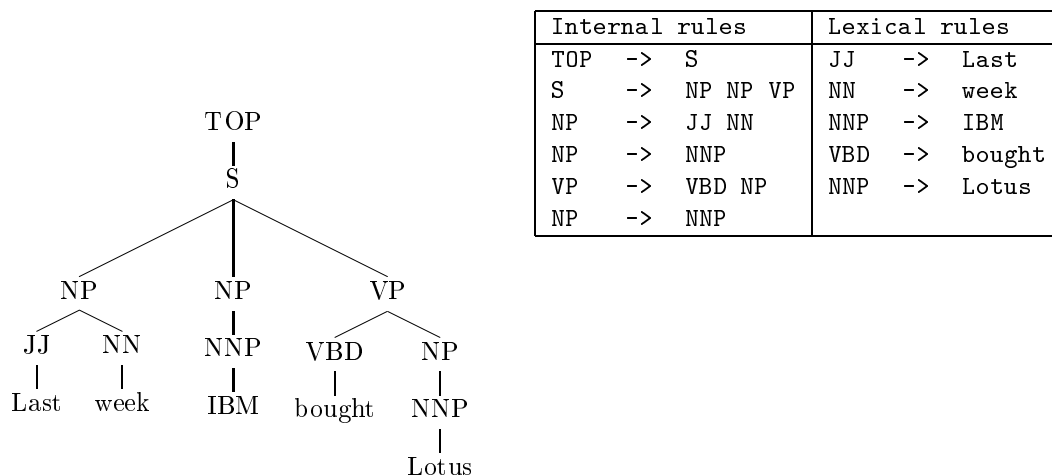 Internal rules Lexical rules
TOP -> S JJ -> Last
S -> NP NP VP NN -> week
NP -> JJ NN NNP -> IBM
NP -> NNP VBD -> bought
VP -> VBD NP NNP -> Lotus
NP -> NNP
TOP
S
NP NP VP
JJ NN NNP VBD NP
Last week IBM bought NNP
Lotus